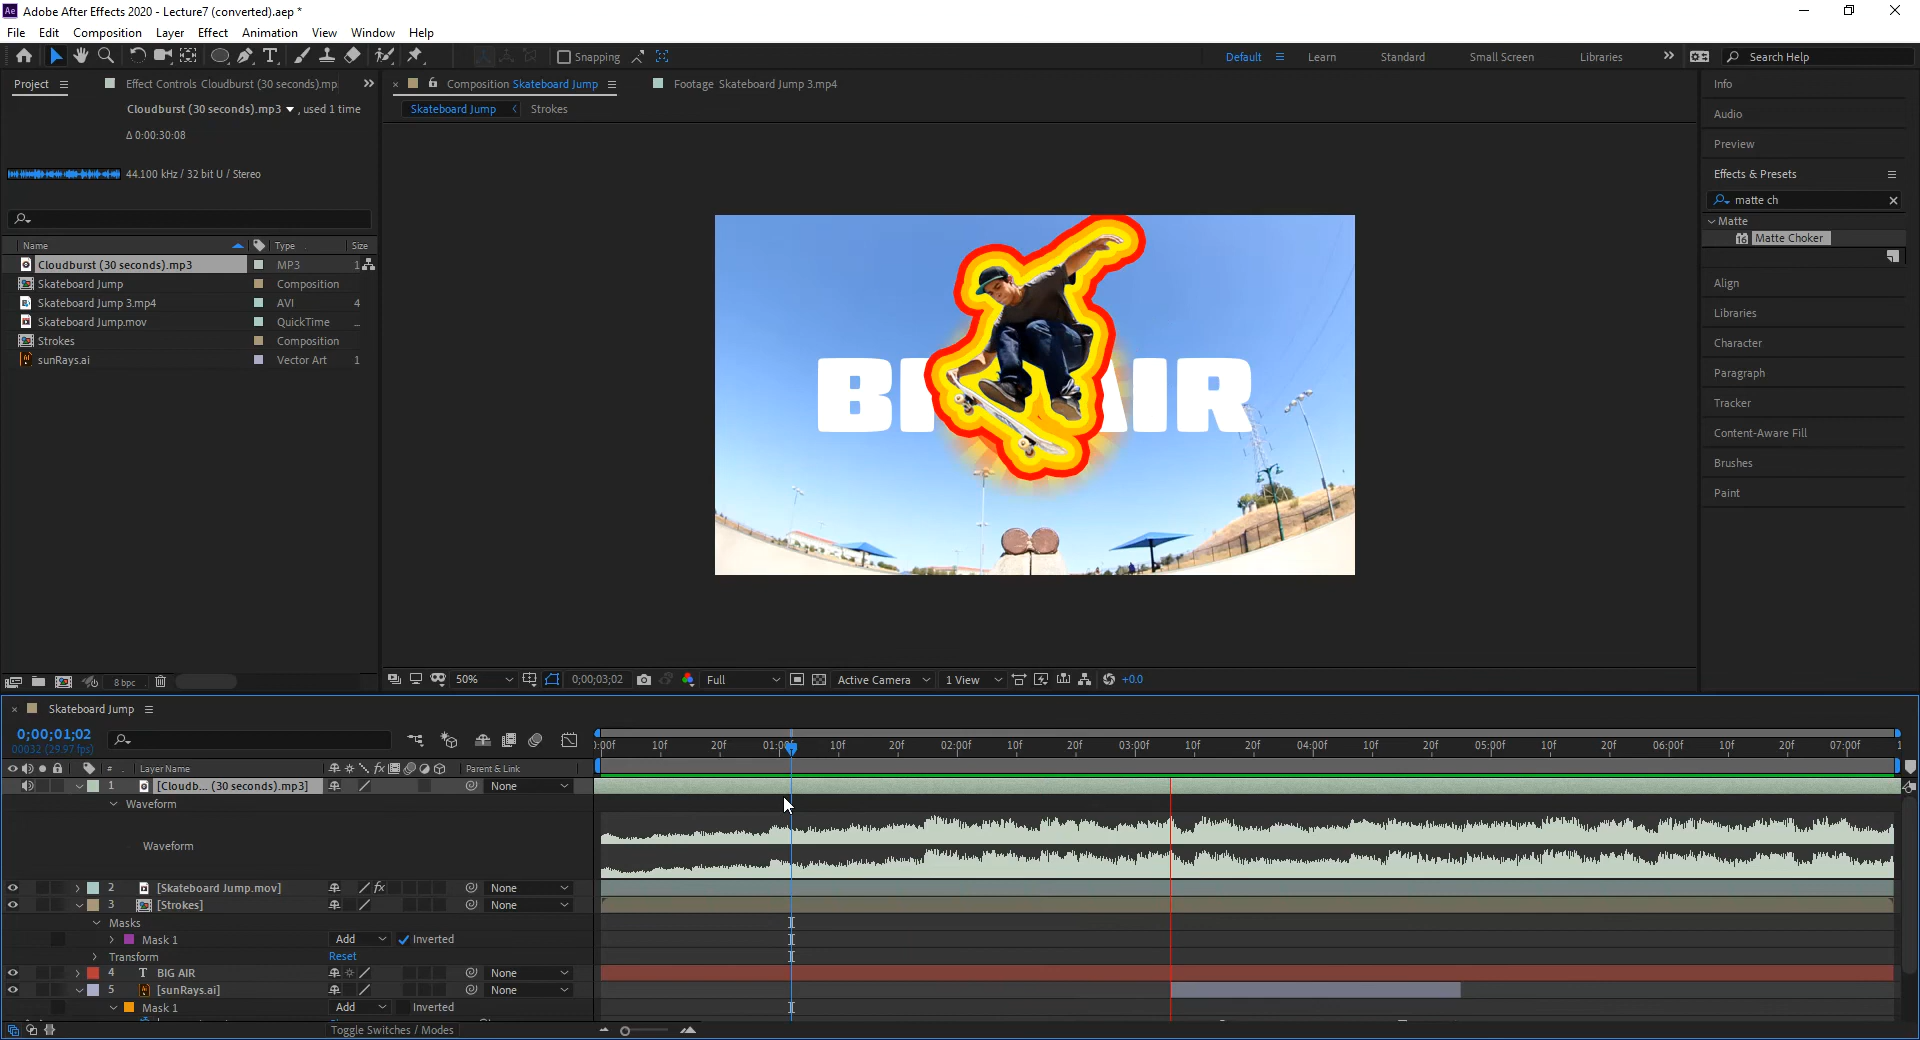 Ae Adobe After Effects 2020 - Lecture7 (converted).aep *
File Edit Composition Layer Effect Animation View Window Help
Snapping
Default Learn Standard Small Screen Libraries Search Help
Project Effect Controls Cloudburst (30 seconds).mp
Composition Skateboard Jump Footage Skateboard Jump 3.mp4
Info
Cloudburst (30 seconds).mp3 , used 1 time
Skateboard Jump Strokes
Audio
Δ 0:00:30:08
Preview
44.100 kHz / 32 bit U / Stereo
Effects & Presets
matte ch
Matte
Matte Choker
Name Type Size
Cloudburst (30 seconds).mp3 MP3 1
Skateboard Jump Composition
Skateboard Jump 3.mp4 AVI 4
Skateboard Jump.mov QuickTime
Strokes Composition
sunRays.ai Vector Art 1
BI AIR
Align
Libraries
Character
Paragraph
Tracker
Content-Aware Fill
Brushes
Paint
8 bpc
50% 0;00;03;02 Full Active Camera 1 View +0.0
Skateboard Jump
0;00;01;02
00032 (29.97 fps)
):00f 10f 20f 01:00f 10f 20f 02:00f 10f 20f 03:00f 10f 20f 04:00f 10f 20f 05:00f 10f 20f 06:00f 10f 20f 07:00f 1
# Layer Name fx Parent & Link
1 [Cloudb... (30 seconds).mp3] None
Waveform
Waveform
2 [Skateboard Jump.mov] fx None
3 [Strokes] None
Masks
Mask 1 Add Inverted
Transform Reset
4 T BIG AIR None
5 [sunRays.ai] None
Mask 1 Add Inverted
Toggle Switches / Modes